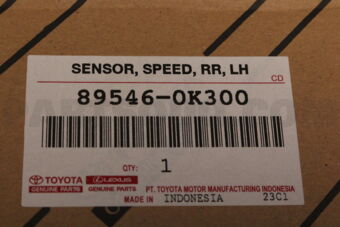 SENSOR, SPEED, RR, LH
CD
89546-0K300
QTY: 1
TOYOTA LEXUS
GENUINE PARTS GENUINE PARTS
PT. TOYOTA MOTOR MANUFACTURING INDONESIA
MADE IN INDONESIA 23C1